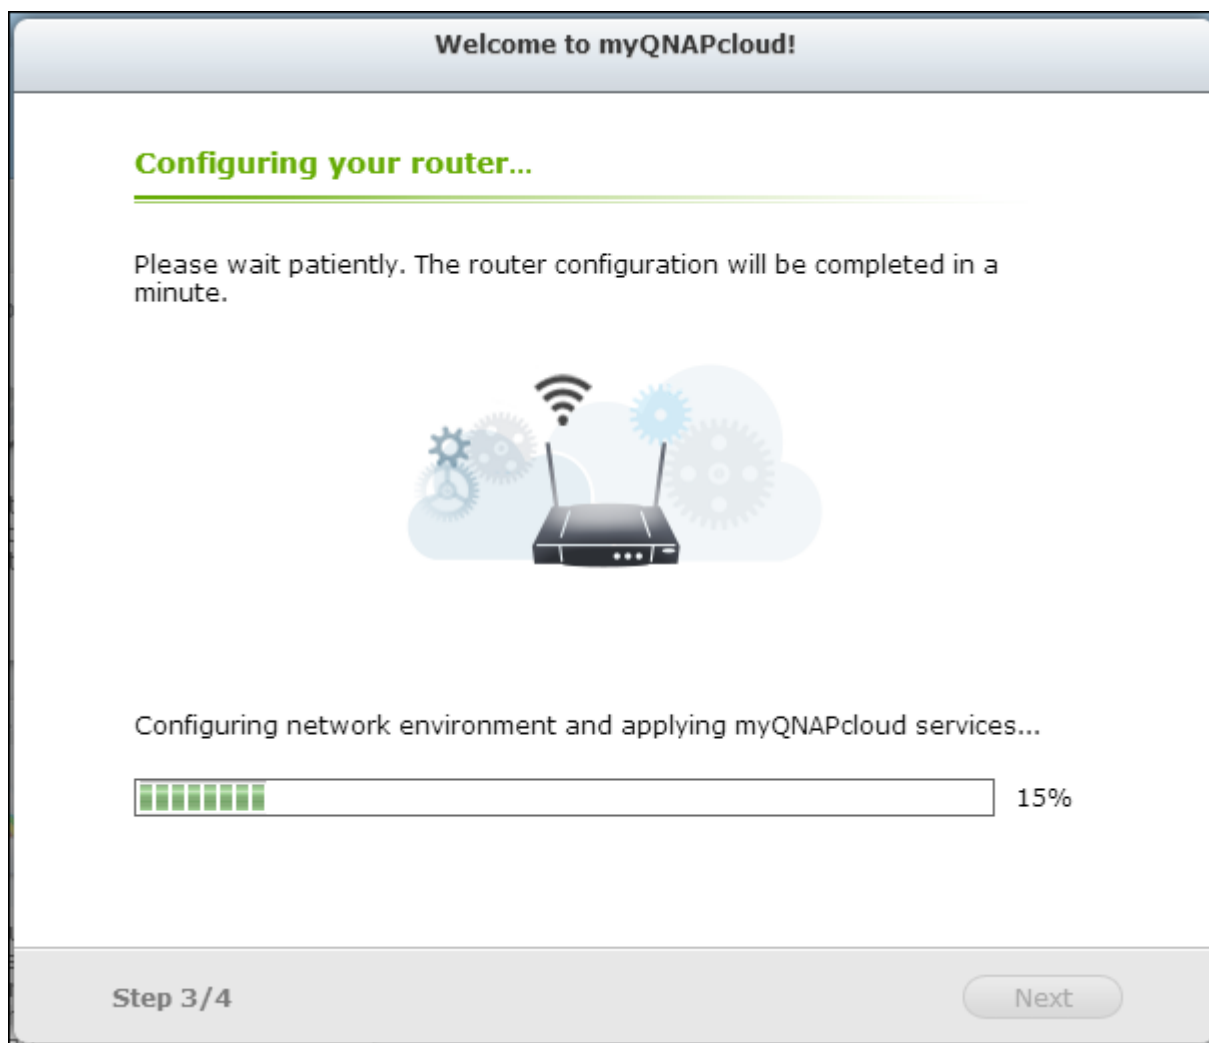 Welcome to myQNAPcloud!
Configuring your router...
Please wait patiently. The router configuration will be completed in a
minute.
Configuring network environment and applying myQNAPcloud services...
15%
Step 3/4
Next